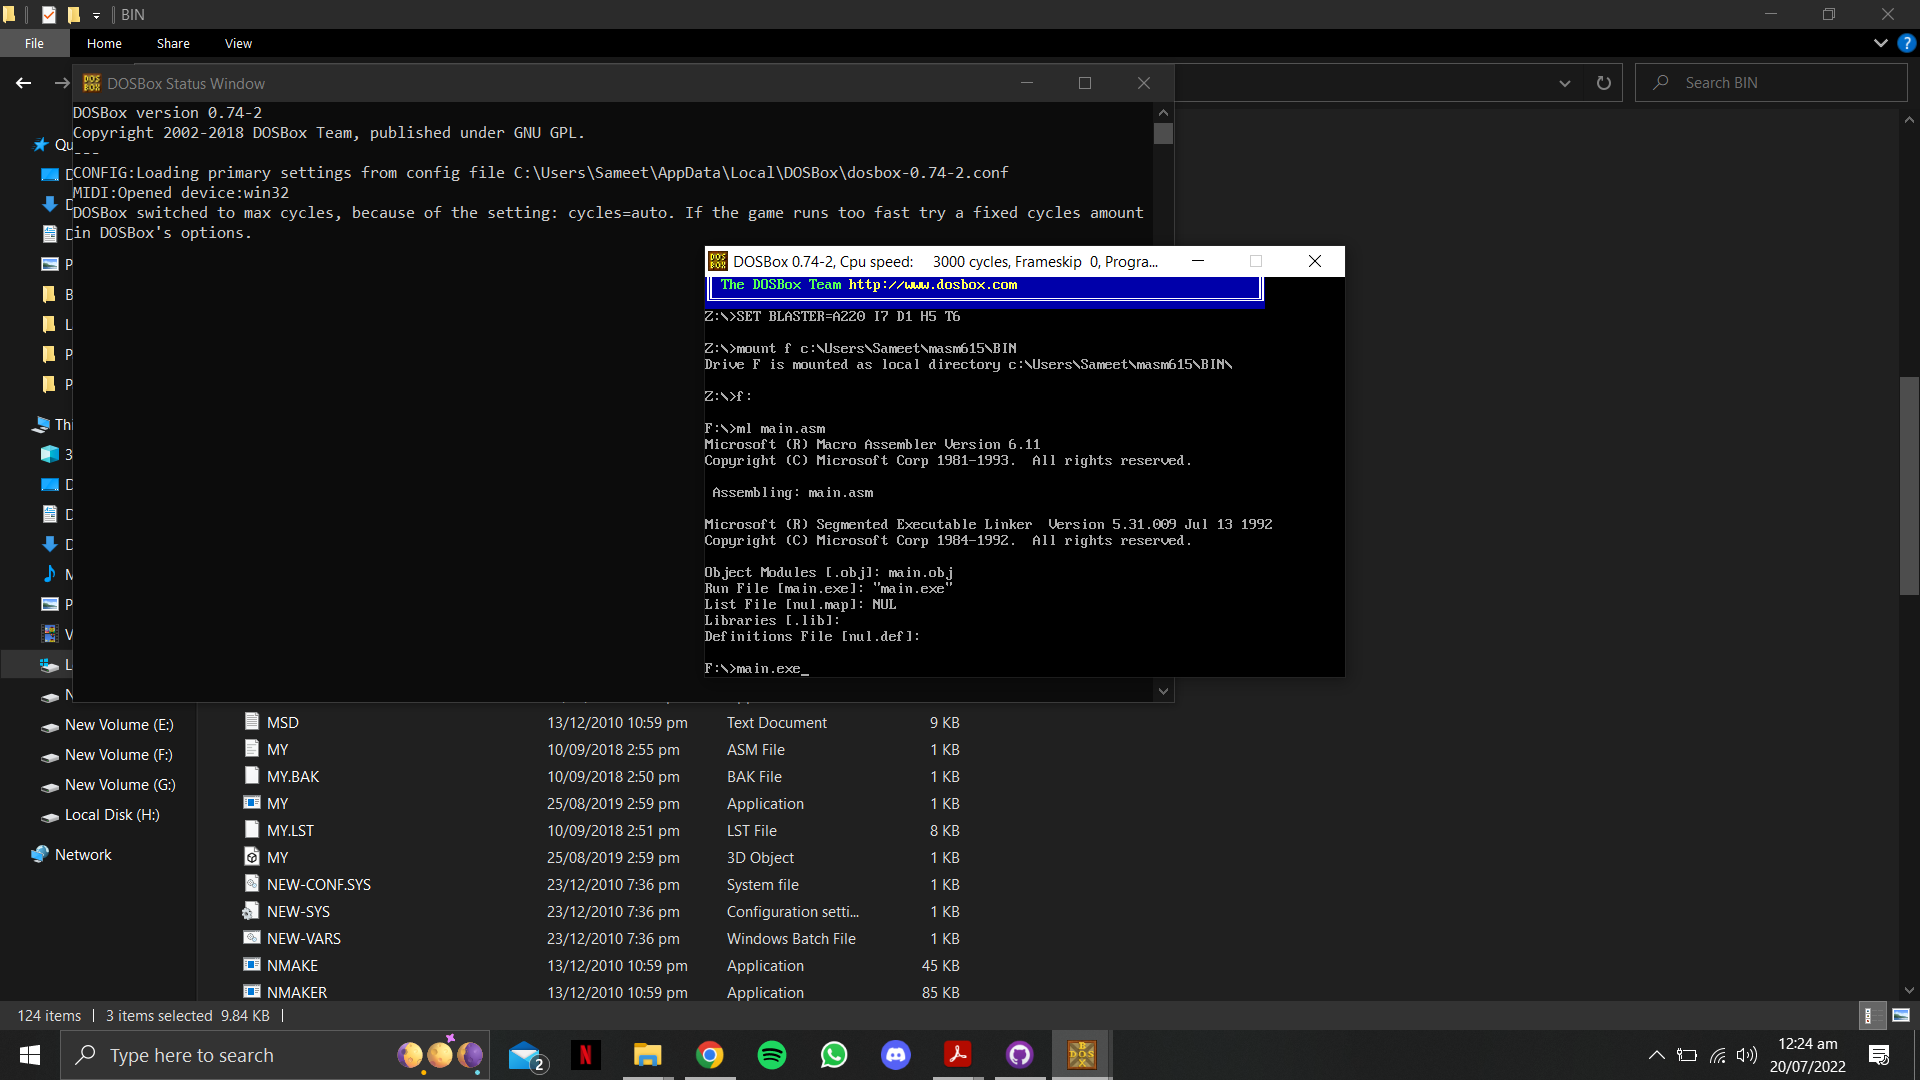 BIN
File
Home
Share
View
Search BIN
DOSBox Status Window
DOSBox version 0.74-2
Copyright 2002-2018 DOSBox Team, published under GNU GPL.
---
CONFIG:Loading primary settings from config file C:\Users\Sameet\AppData\Local\DOSBox\dosbox-0.74-2.conf
MIDI:Opened device:win32
DOSBox switched to max cycles, because of the setting: cycles=auto. If the game runs too fast try a fixed cycles amount
in DOSBox's options.
DOSBox 0.74-2, Cpu speed: 3000 cycles, Frameskip 0, Progra...
The DOSBox Team http://www.dosbox.com
Z:\>SET BLASTER=A220 I7 D1 H5 T6
Z:\>mount f c:\Users\Sameet\masm615\BIN
Drive F is mounted as local directory c:\Users\Sameet\masm615\BIN\
Z:\>f:
F:\>ml main.asm
Microsoft (R) Macro Assembler Version 6.11
Copyright (C) Microsoft Corp 1981-1993. All rights reserved.
Assembling: main.asm
Microsoft (R) Segmented Executable Linker Version 5.31.009 Jul 13 1992
Copyright (C) Microsoft Corp 1984-1992. All rights reserved.
Object Modules [.obj]: main.obj
Run File [main.exe]: "main.exe"
List File [nul.map]: NUL
Libraries [.lib]:
Definitions File [nul.def]:
F:\>main.exe_
New Volume (E:)
New Volume (F:)
New Volume (G:)
Local Disk (H:)
Network
MSD 13/12/2010 10:59 pm Text Document 9 KB
MY 10/09/2018 2:55 pm ASM File 1 KB
MY.BAK 10/09/2018 2:50 pm BAK File 1 KB
MY 25/08/2019 2:59 pm Application 1 KB
MY.LST 10/09/2018 2:51 pm LST File 8 KB
MY 25/08/2019 2:59 pm 3D Object 1 KB
NEW-CONF.SYS 23/12/2010 7:36 pm System file 1 KB
NEW-SYS 23/12/2010 7:36 pm Configuration setti... 1 KB
NEW-VARS 23/12/2010 7:36 pm Windows Batch File 1 KB
NMAKE 13/12/2010 10:59 pm Application 45 KB
NMAKER 13/12/2010 10:59 pm Application 85 KB
124 items 3 items selected 9.84 KB
Type here to search
2
12:24 am
20/07/2022